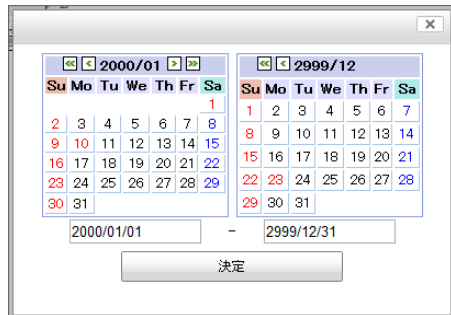 2000/01
Su Mo Tu We Th Fr Sa
1
2 3 4 5 6 7 8
9 10 11 12 13 14 15
16 17 18 19 20 21 22
23 24 25 26 27 28 29
30 31
2999/12
Su Mo Tu We Th Fr Sa
1 2 3 4 5 6 7
8 9 10 11 12 13 14
15 16 17 18 19 20 21
22 23 24 25 26 27 28
29 30 31
2000/01/01 – 2999/12/31
決定